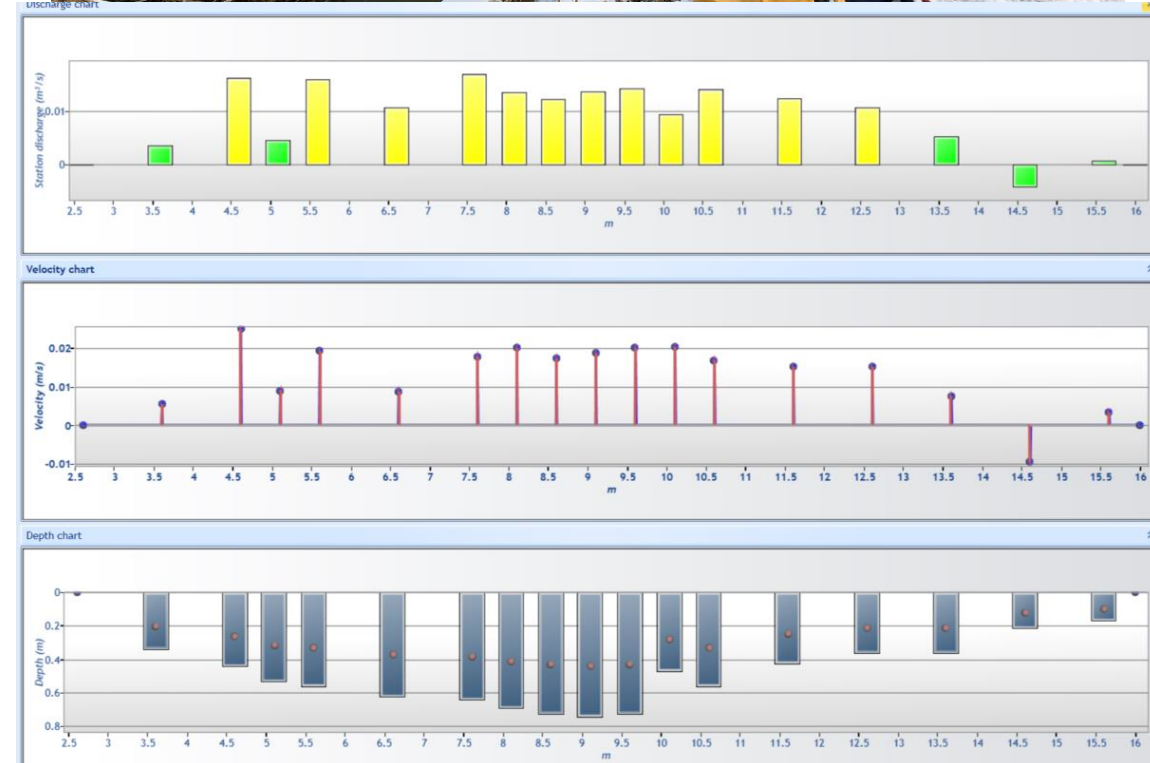 Discharge chart
Station discharge (m³/s)
0.01
0
2.5 3 3.5 4 4.5 5 5.5 6 6.5 7 7.5 8 8.5 9 9.5 10 10.5 11 11.5 12 12.5 13 13.5 14 14.5 15 15.5 16
m
Velocity chart
Velocity (m/s)
0.02
0.01
0
-0.01
2.5 3 3.5 4 4.5 5 5.5 6 6.5 7 7.5 8 8.5 9 9.5 10 10.5 11 11.5 12 12.5 13 13.5 14 14.5 15 15.5 16
m
Depth chart
Depth (m)
0
0.2
0.4
0.6
0.8
2.5 3 3.5 4 4.5 5 5.5 6 6.5 7 7.5 8 8.5 9 9.5 10 10.5 11 11.5 12 12.5 13 13.5 14 14.5 15 15.5 16
m